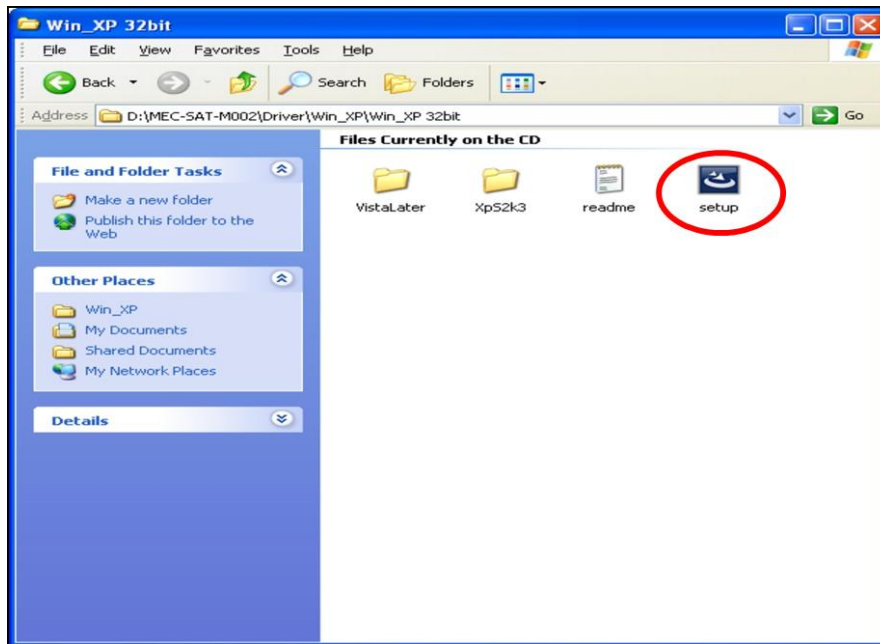 Win_XP 32bit
File Edit View Favorites Tools Help
Back Search Folders
Address D:\MEC-SAT-M002\Driver\Win_XP\Win_XP 32bit Go
Files Currently on the CD
File and Folder Tasks
Make a new folder
Publish this folder to the
Web
Other Places
Win_XP
My Documents
Shared Documents
My Network Places
Details
VistaLater XpS2k3 readme setup